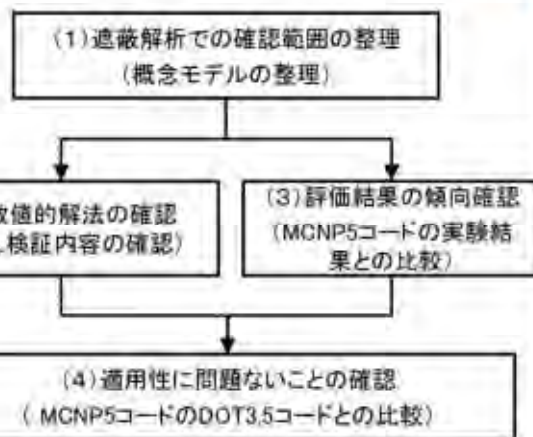 (1)遮蔽解析での確認範囲の整理
(概念モデルの整理)
数値的解法の確認
検証内容の確認)
(3)評価結果の傾向確認
(MCNP5コードの実験結
果との比較)
(4)適用性に問題ないことの確認
( MCNP5コードのDOT3.5コードとの比較)